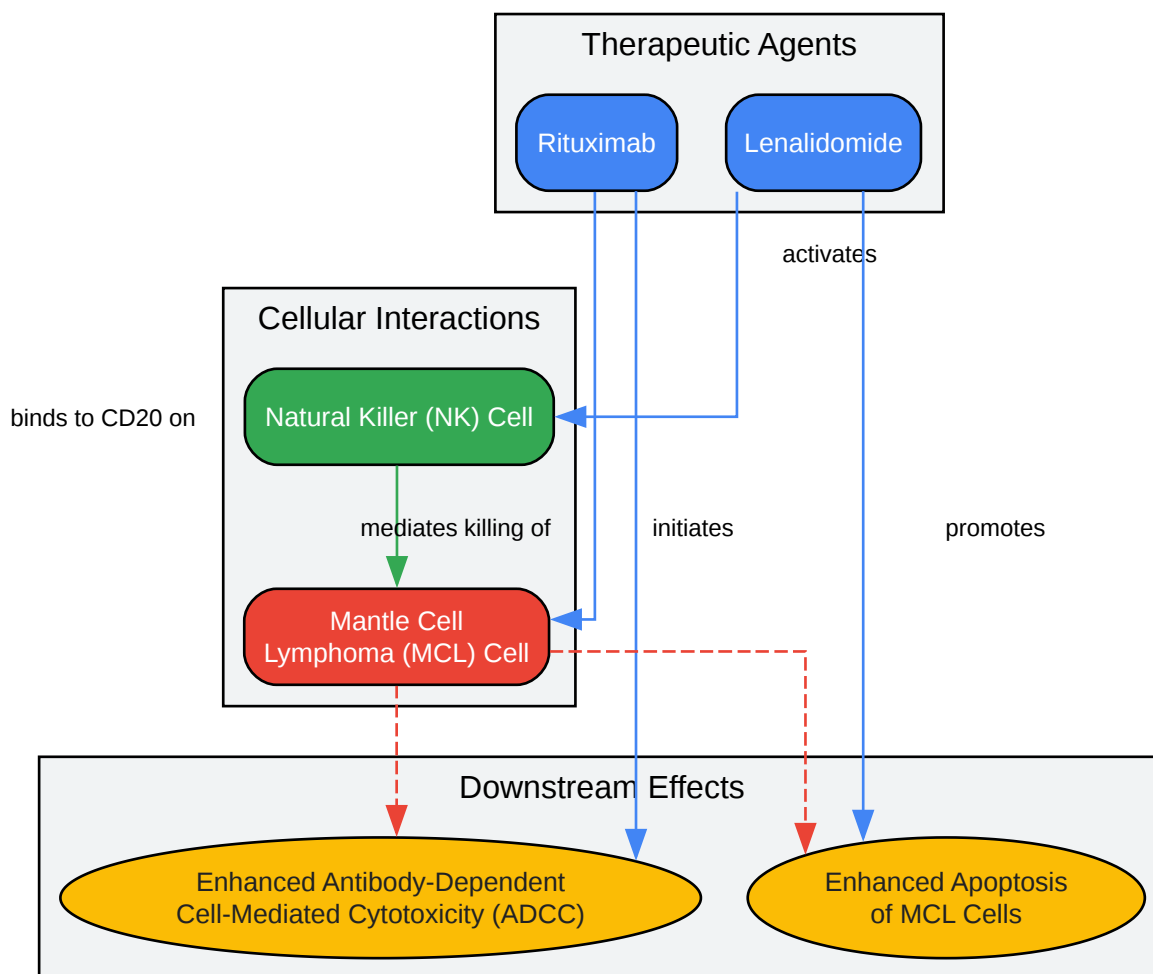 Therapeutic Agents
Rituximab
Lenalidomide
activates
Cellular Interactions
Natural Killer (NK) Cell
binds to CD20 on
mediates killing of
initiates
promotes
Mantle Cell
Lymphoma (MCL) Cell
Downstream Effects
Enhanced Antibody-Dependent
Cell-Mediated Cytotoxicity (ADCC)
Enhanced Apoptosis
of MCL Cells